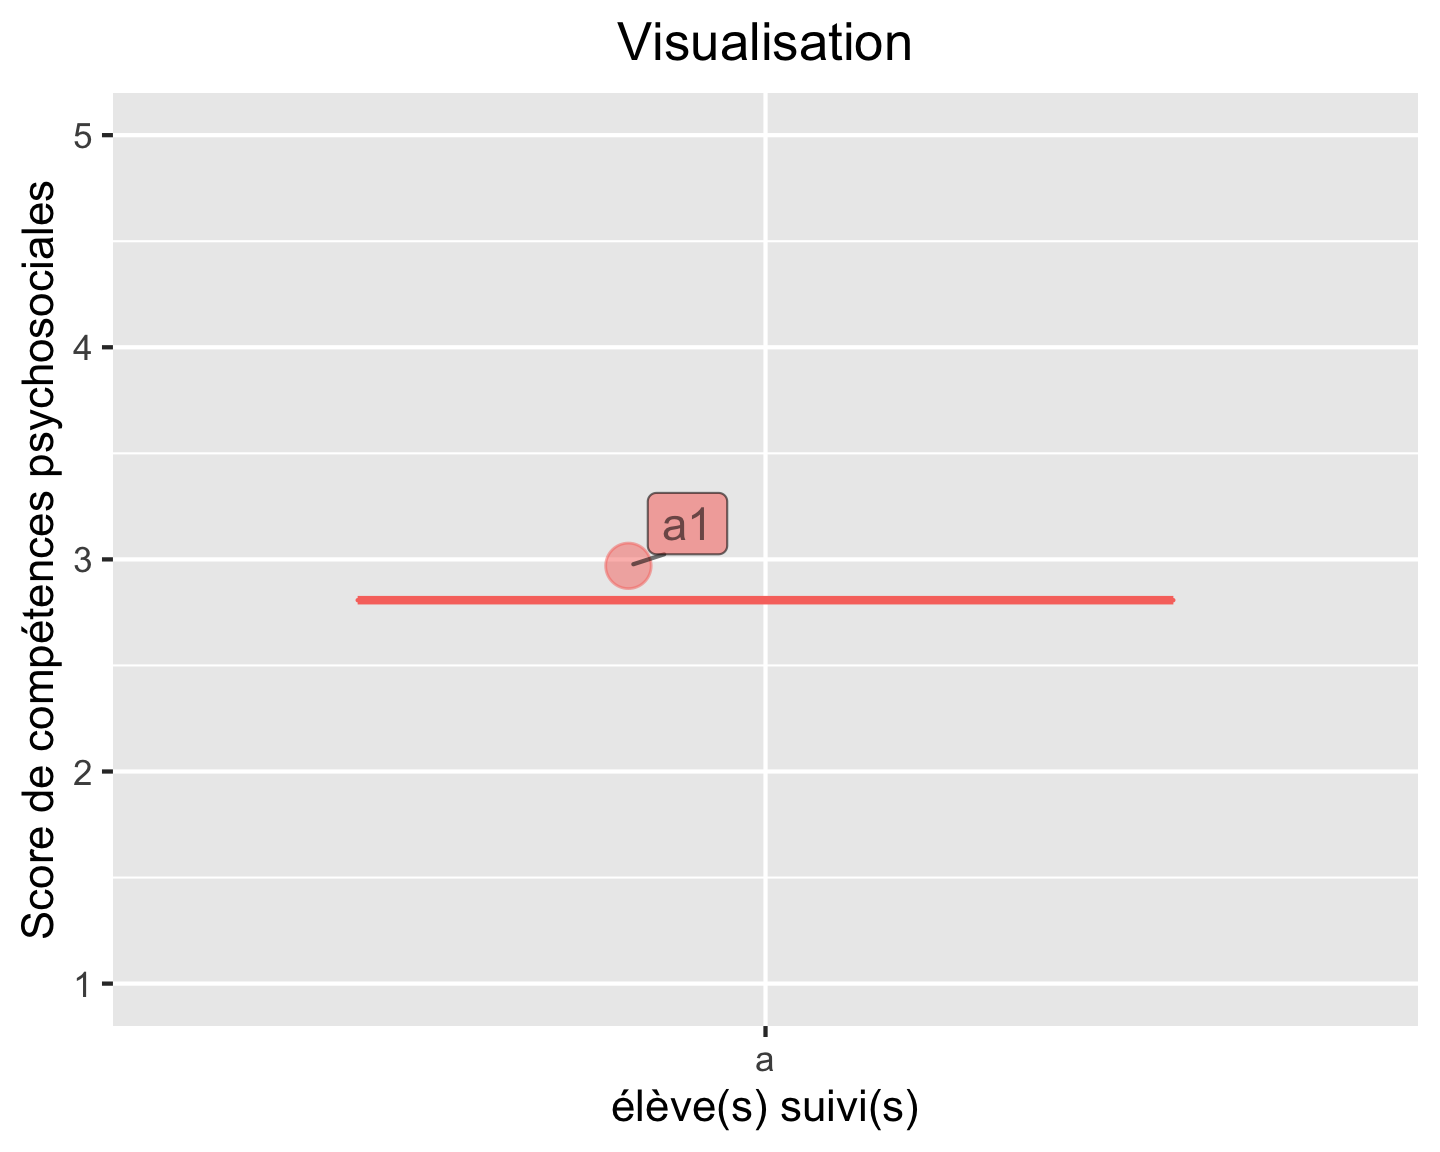 Visualisation
Score de compétences psychosociales
5
4
3
2
1
a1
a
élève(s) suivi(s)